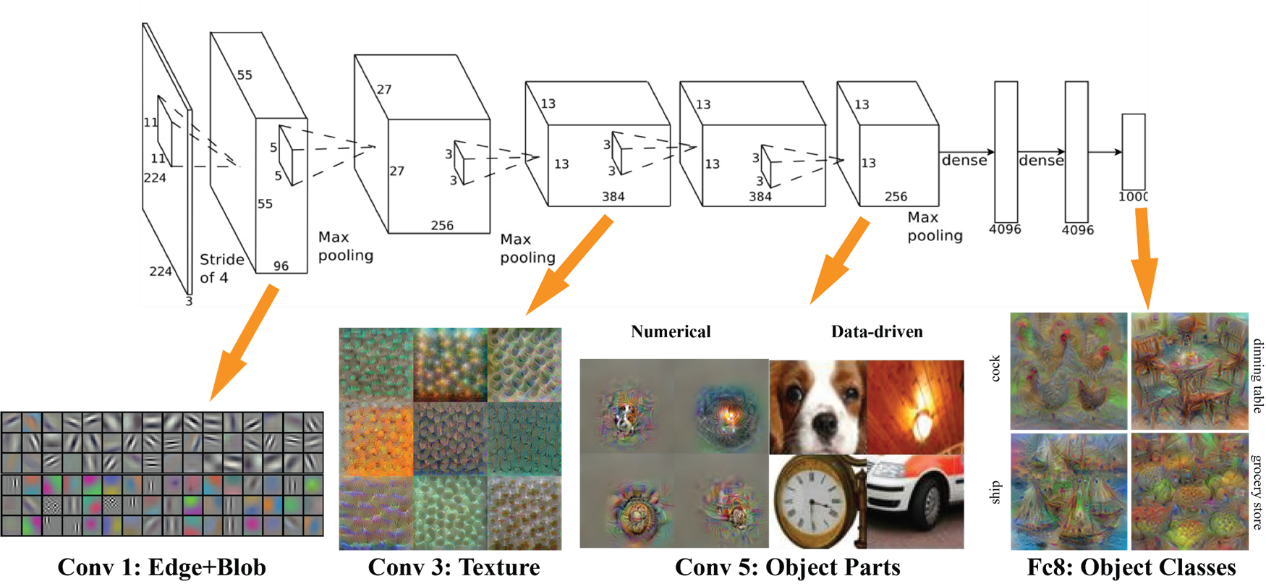 55
27
13
13
13
11
11
224
5
5
55
27
3
3
13
3
3
13
3
3
13
dense
dense
224
3
Stride
of 4
96
Max
pooling
256
Max
pooling
384
384
256
Max
pooling
4096
4096
1000
Numerical
Data-driven
cock
dinning table
ship
grocery store
Conv 1: Edge+Blob
Conv 3: Texture
Conv 5: Object Parts
Fc8: Object Classes